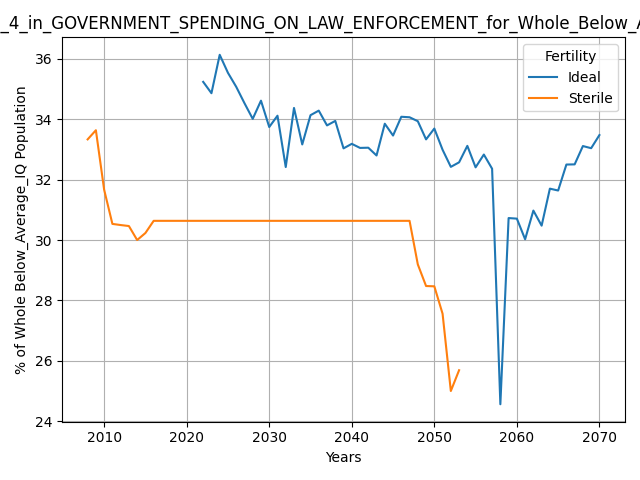 _4_in_GOVERNMENT_SPENDING_ON_LAW_ENFORCEMENT_for_Whole_Below_A
Fertility
Ideal
Sterile
% of Whole Below_Average_IQ Population
36
34
32
30
28
26
24
2010
2020
2030
2040
2050
2060
2070
Years